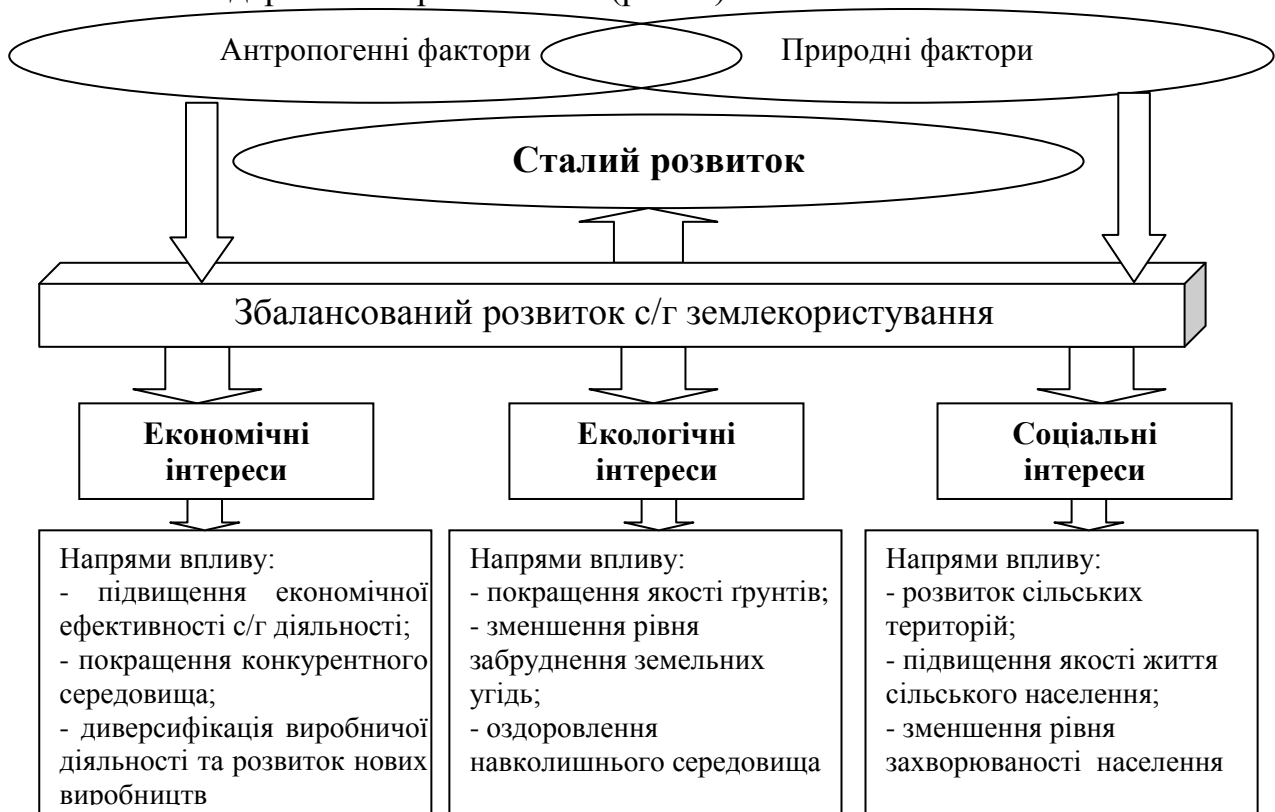 Антропогенні фактори
Природні фактори
Сталий розвиток
Збалансований розвиток с/г землекористування
Економічні
інтереси
Екологічні
інтереси
Соціальні
інтереси
Напрями впливу:
- підвищення економічної
ефективності с/г діяльності;
- покращення конкурентного
середовища;
- диверсифікація виробничої
діяльності та розвиток нових
виробництв
Напрями впливу:
- покращення якості ґрунтів;
- зменшення рівня
забруднення земельних
угідь;
- оздоровлення
навколишнього середовища
Напрями впливу:
- розвиток сільських
територій;
- підвищення якості життя
сільського населення;
- зменшення рівня
захворюваності населення